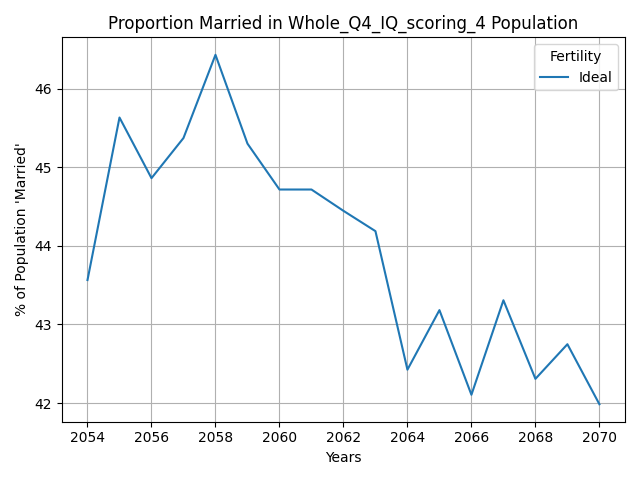 Proportion Married in Whole_Q4_IQ_scoring_4 Population
Fertility
Ideal
% of Population 'Married'
46
45
44
43
42
2054 2056 2058 2060 2062 2064 2066 2068 2070
Years